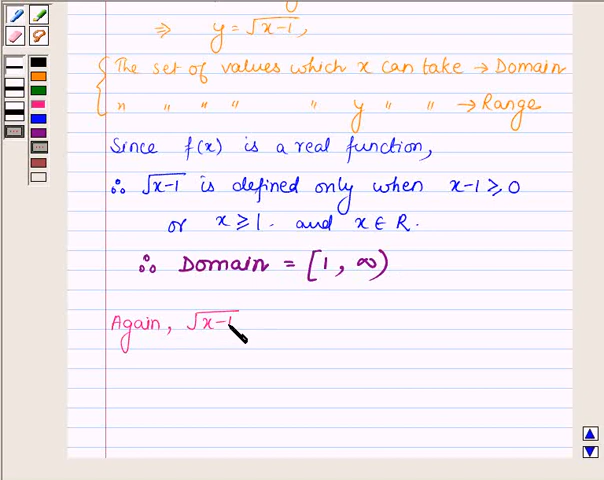 ⇒ y = √x-1,
The set of values which x can take → Domain
" " " " " y " " → Range
Since f(x) is a real function,
∴ √x-1 is defined only when x-1 ≥ 0
or x ≥ 1. and x ∈ R.
∴ Domain = [1, ∞)
Again, √x-1